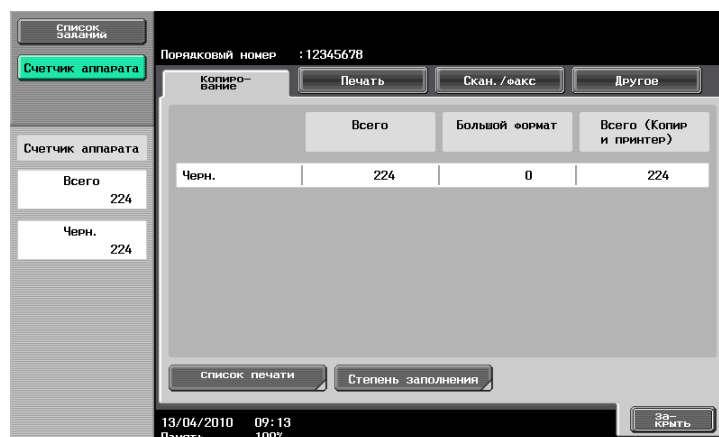 Список
заданий
Счетчик аппарата
Порядковый номер :12345678
Копиро-
вание
Печать
Скан./факс
Другое
Счетчик аппарата
Всего
224
Черн.
224
Всего
Большой формат
Всего (Копир
и принтер)
Черн. 224 0 224
Список печати
Степень заполнения
13/04/2010 09:13
Память 100%
За-
крыть